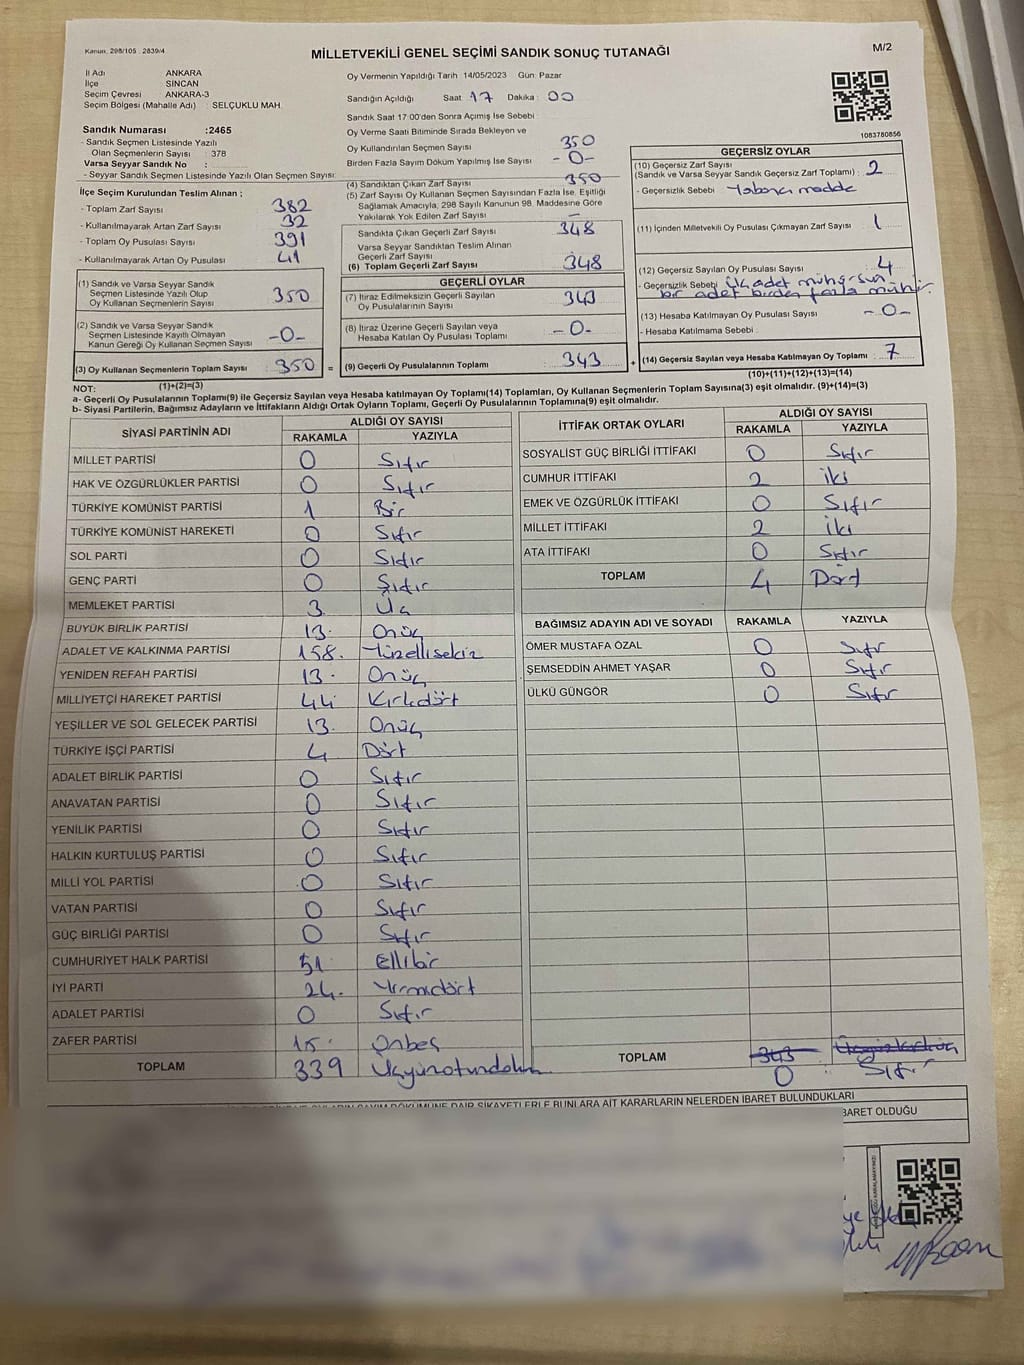 Kanun: 298/105 : 2839/4
MİLLETVEKİLİ GENEL SEÇİMİ SANDIK SONUÇ TUTANAĞI
M/2
İl Adı ANKARA
İlçe SİNCAN
Seçim Çevresi ANKARA-3
Seçim Bölgesi (Mahalle Adı) : SELÇUKLU MAH.
Sandık Numarası :2465
- Sandık Seçmen Listesinde Yazılı
Olan Seçmenlerin Sayısı : 378
Varsa Seyyar Sandık No :
- Seyyar Sandık Seçmen Listesinde Yazılı Olan Seçmen Sayısı:
Oy Vermenin Yapıldığı Tarih 14/05/2023 Gün: Pazar
Sandığın Açıldığı Saat 17 Dakika: 00
Sandık Saat 17:00'den Sonra Açımış İse Sebebi
Oy Verme Saati Bitiminde Sırada Bekleyen ve
Oy Kullandırılan Seçmen Sayısı 350
Birden Fazla Sayım Döküm Yapılmış İse Sayısı -0-
1083780856
İlçe Seçim Kurulundan Teslim Alınan ;
- Toplam Zarf Sayısı 382
- Kullanılmayarak Artan Zarf Sayısı 32
- Toplam Oy Pusulası Sayısı 391
- Kullanılmayarak Artan Oy Pusulası 41
(4) Sandıktan Çıkan Zarf Sayısı 350
(5) Zarf Sayısı Oy Kullanan Seçmen Sayısından Fazla İse, Eşitliği
Sağlamak Amacıyla, 298 Sayılı Kanunun 98. Maddesine Göre
Yakılarak Yok Edilen Zarf Sayısı —
Sandıkta Çıkan Geçerli Zarf Sayısı 348
Varsa Seyyar Sandıktan Teslim Alınan
Geçerli Zarf Sayısı
(6) Toplam Geçerli Zarf Sayısı 348
GEÇERSİZ OYLAR
(10) Geçersiz Zarf Sayısı
(Sandık ve Varsa Seyyar Sandık Geçersiz Zarf Toplamı) : 2
- Geçersizlik Sebebi : Yabancı madde
(11) İçinden Milletvekili Oy Pusulası Çıkmayan Zarf Sayısı 1
(12) Geçersiz Sayılan Oy Pusulası Sayısı 4
- Geçersizlik Sebebi
bir adet birden fazla mühür.
(13) Hesaba Katılmayan Oy Pusulası Sayısı -0-
- Hesaba Katılmama Sebebi :
(14) Geçersiz Sayılan veya Hesaba Katılmayan Oy Toplamı : 7
(10)+(11)+(12)+(13)=(14)
(1) Sandık ve Varsa Seyyar Sandık
Seçmen Listesinde Yazılı Olup
Oy Kullanan Seçmenlerin Sayısı 350
(2) Sandık ve Varsa Seyyar Sandık
Seçmen Listesinde Kayıtlı Olmayan
Kanun Gereği Oy Kullanan Seçmen Sayısı -0-
(3) Oy Kullanan Seçmenlerin Toplam Sayısı : 350 =
(1)+(2)=(3)
GEÇERLİ OYLAR
(7) İtiraz Edilmeksizin Geçerli Sayılan
Oy Pusulalarının Sayısı 343
(8) İtiraz Üzerine Geçerli Sayılan veya
Hesaba Katılan Oy Pusulası Toplamı -0-
(9) Geçerli Oy Pusulalarının Toplamı 343 +
NOT:
a- Geçerli Oy Pusulalarının Toplamı(9) ile Geçersiz Sayılan veya Hesaba katılmayan Oy Toplamı(14) Toplamları, Oy Kullanan Seçmenlerin Toplam Sayısına(3) eşit olmalıdır. (9)+(14)=(3)
b- Siyasi Partilerin, Bağımsız Adayların ve İttifakların Aldığı Ortak Oyların Toplamı, Geçerli Oy Pusulalarının Toplamına(9) eşit olmalıdır.
SİYASİ PARTİNİN ADI
ALDIĞI OY SAYISI
RAKAMLA YAZIYLA
MİLLET PARTİSİ 0 Sıfır
HAK VE ÖZGÜRLÜKLER PARTİSİ 0 Sıfır
TÜRKİYE KOMÜNİST PARTİSİ 1 Bir
TÜRKİYE KOMÜNİST HAREKETİ 0 Sıfır
SOL PARTİ 0 Sıfır
GENÇ PARTİ 0 Sıfır
MEMLEKET PARTİSİ 3 Üç
BÜYÜK BİRLİK PARTİSİ 13 Onüç
ADALET VE KALKINMA PARTİSİ 158 Yüzellisekiz
YENİDEN REFAH PARTİSİ 13 Onüç
MİLLİYETÇİ HAREKET PARTİSİ 44 Kırkdört
YEŞİLLER VE SOL GELECEK PARTİSİ 13 Onüç
TÜRKİYE İŞÇİ PARTİSİ 4 Dört
ADALET BİRLİK PARTİSİ 0 Sıfır
ANAVATAN PARTİSİ 0 Sıfır
YENİLİK PARTİSİ 0 Sıfır
HALKIN KURTULUŞ PARTİSİ 0 Sıfır
MİLLİ YOL PARTİSİ 0 Sıfır
VATAN PARTİSİ 0 Sıfır
GÜÇ BİRLİĞİ PARTİSİ 0 Sıfır
CUMHURİYET HALK PARTİSİ 51 Ellibir
İYİ PARTİ 24 Yirmidört
ADALET PARTİSİ 0 Sıfır
ZAFER PARTİSİ 15 Onbeş
TOPLAM 339 Üçyüzotuzdokuz
İTTİFAK ORTAK OYLARI
ALDIĞI OY SAYISI
RAKAMLA YAZIYLA
SOSYALİST GÜÇ BİRLİĞİ İTTİFAKI 0 Sıfır
CUMHUR İTTİFAKI 2 iki
EMEK VE ÖZGÜRLÜK İTTİFAKI 0 Sıfır
MİLLET İTTİFAKI 2 iki
ATA İTTİFAKI 0 Sıfır
TOPLAM 4 Dört
BAĞIMSIZ ADAYIN ADI VE SOYADI RAKAMLA YAZIYLA
ÖMER MUSTAFA ÖZAL 0 Sıfır
ŞEMSEDDİN AHMET YAŞAR 0 Sıfır
ÜLKÜ GÜNGÖR 0 Sıfır
TOPLAM 343
0 Sıfır
SAYIM DÖKÜMÜNE DAİR ŞİKAYETLERLE BUNLARA AİT KARARLARIN NELERDEN İBARET BULUNDUKLARI
İBARET OLDUĞU